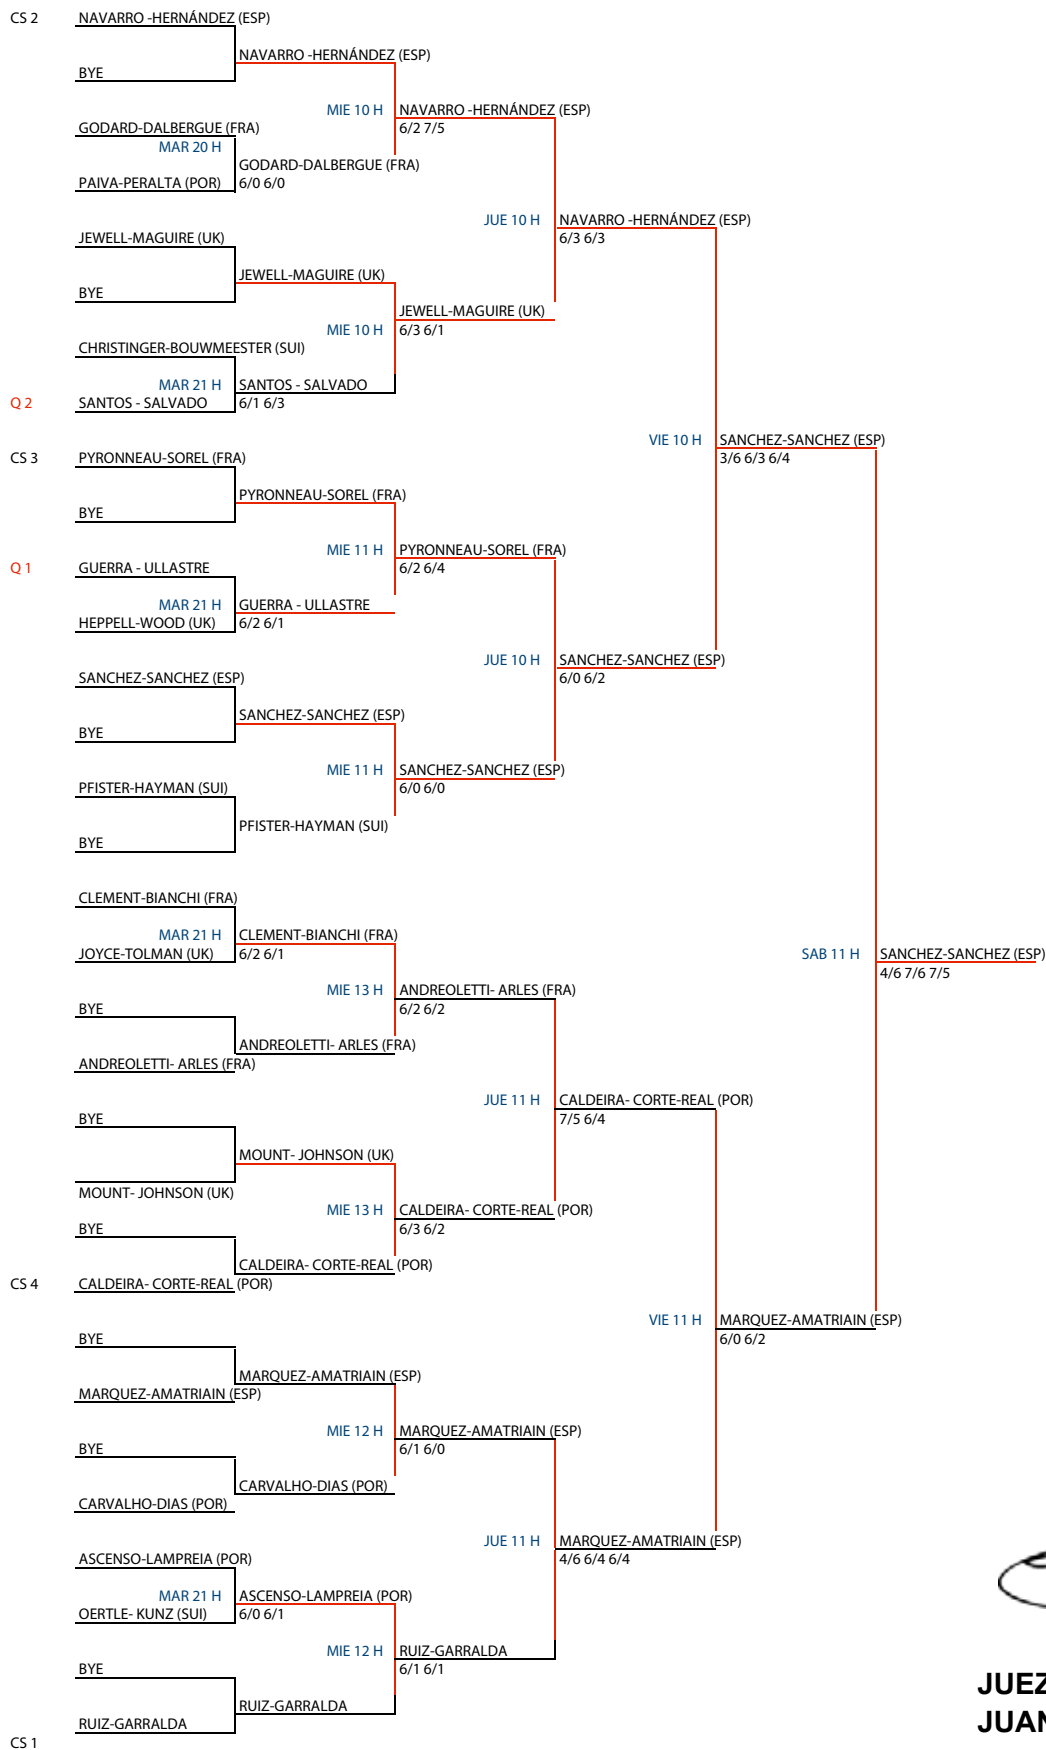 CS 2 NAVARRO -HERNÁNDEZ (ESP)
NAVARRO -HERNÁNDEZ (ESP)
BYE
MIE 10 H NAVARRO -HERNÁNDEZ (ESP)
6/2 7/5
GODARD-DALBERGUE (FRA)
MAR 20 H
GODARD-DALBERGUE (FRA)
PAIVA-PERALTA (POR) 6/0 6/0
JUE 10 H NAVARRO -HERNÁNDEZ (ESP)
6/3 6/3
JEWELL-MAGUIRE (UK)
JEWELL-MAGUIRE (UK)
BYE
JEWELL-MAGUIRE (UK)
MIE 10 H 6/3 6/1
CHRISTINGER-BOUWMEESTER (SUI)
MAR 21 H SANTOS - SALVADO
Q 2 SANTOS - SALVADO 6/1 6/3
VIE 10 H SANCHEZ-SANCHEZ (ESP)
3/6 6/3 6/4
CS 3 PYRONNEAU-SOREL (FRA)
PYRONNEAU-SOREL (FRA)
BYE
MIE 11 H PYRONNEAU-SOREL (FRA)
6/2 6/4
Q 1 GUERRA - ULLASTRE
MAR 21 H GUERRA - ULLASTRE
HEPPELL-WOOD (UK) 6/2 6/1
JUE 10 H SANCHEZ-SANCHEZ (ESP)
6/0 6/2
SANCHEZ-SANCHEZ (ESP)
SANCHEZ-SANCHEZ (ESP)
BYE
MIE 11 H SANCHEZ-SANCHEZ (ESP)
6/0 6/0
PFISTER-HAYMAN (SUI)
PFISTER-HAYMAN (SUI)
BYE
CLEMENT-BIANCHI (FRA)
MAR 21 H CLEMENT-BIANCHI (FRA)
JOYCE-TOLMAN (UK) 6/2 6/1
SAB 11 H SANCHEZ-SANCHEZ (ESP)
4/6 7/6 7/5
MIE 13 H ANDREOLETTI- ARLES (FRA)
6/2 6/2
BYE
ANDREOLETTI- ARLES (FRA)
ANDREOLETTI- ARLES (FRA)
JUE 11 H CALDEIRA- CORTE-REAL (POR)
7/5 6/4
BYE
MOUNT- JOHNSON (UK)
MOUNT- JOHNSON (UK)
MIE 13 H CALDEIRA- CORTE-REAL (POR)
6/3 6/2
BYE
CALDEIRA- CORTE-REAL (POR)
CS 4 CALDEIRA- CORTE-REAL (POR)
VIE 11 H MARQUEZ-AMATRIAIN (ESP)
6/0 6/2
BYE
MARQUEZ-AMATRIAIN (ESP)
MARQUEZ-AMATRIAIN (ESP)
MIE 12 H MARQUEZ-AMATRIAIN (ESP)
6/1 6/0
BYE
CARVALHO-DIAS (POR)
CARVALHO-DIAS (POR)
JUE 11 H MARQUEZ-AMATRIAIN (ESP)
4/6 6/4 6/4
ASCENSO-LAMPREIA (POR)
MAR 21 H ASCENSO-LAMPREIA (POR)
OERTLE- KUNZ (SUI) 6/0 6/1
MIE 12 H RUIZ-GARRALDA
6/1 6/1
BYE
RUIZ-GARRALDA
RUIZ-GARRALDA
CS 1
JUEZ
JUAN